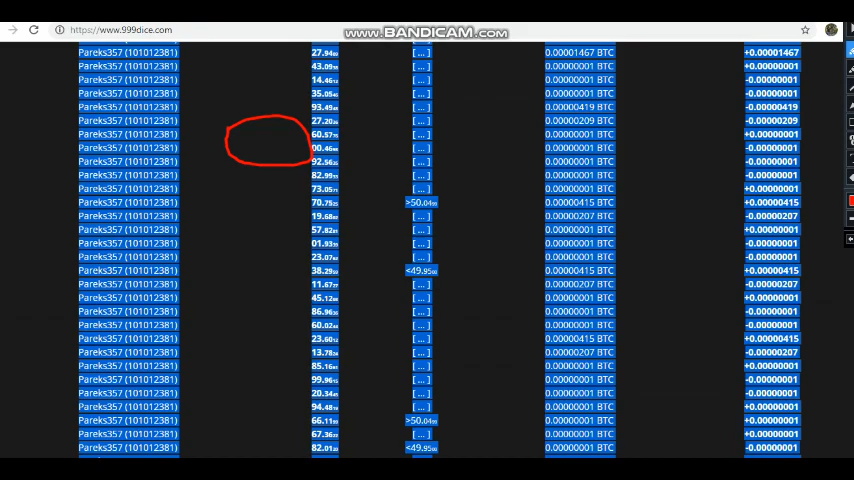 https://www.999dice.com
www.BANDICAM.com
Pareks357 (101012381) 27.94 [ ... ] 0.00001467 BTC +0.00001467
Pareks357 (101012381) 43.09 [ ... ] 0.00000001 BTC +0.00000001
Pareks357 (101012381) 14.46 [ ... ] 0.00000001 BTC -0.00000001
Pareks357 (101012381) 35.05 [ ... ] 0.00000001 BTC +0.00000001
Pareks357 (101012381) 93.49 [ ... ] 0.00000419 BTC -0.00000419
Pareks357 (101012381) 27.20 [ ... ] 0.00000209 BTC -0.00000209
Pareks357 (101012381) 60.57 [ ... ] 0.00000001 BTC +0.00000001
Pareks357 (101012381) 00.46 [ ... ] 0.00000001 BTC -0.00000001
Pareks357 (101012381) 92.56 [ ... ] 0.00000001 BTC -0.00000001
Pareks357 (101012381) 82.99 [ ... ] 0.00000001 BTC +0.00000001
Pareks357 (101012381) 73.05 [ ... ] 0.00000001 BTC +0.00000001
Pareks357 (101012381) 70.75 >50.04 0.00000415 BTC +0.00000415
Pareks357 (101012381) 19.68 [ ... ] 0.00000207 BTC -0.00000207
Pareks357 (101012381) 57.82 [ ... ] 0.00000001 BTC +0.00000001
Pareks357 (101012381) 01.93 [ ... ] 0.00000001 BTC -0.00000001
Pareks357 (101012381) 23.07 [ ... ] 0.00000001 BTC +0.00000001
Pareks357 (101012381) 38.29 <49.95 0.00000415 BTC +0.00000415
Pareks357 (101012381) 11.67 [ ... ] 0.00000207 BTC -0.00000207
Pareks357 (101012381) 45.12 [ ... ] 0.00000001 BTC +0.00000001
Pareks357 (101012381) 86.96 [ ... ] 0.00000001 BTC -0.00000001
Pareks357 (101012381) 60.02 [ ... ] 0.00000001 BTC +0.00000001
Pareks357 (101012381) 23.60 [ ... ] 0.00000415 BTC +0.00000415
Pareks357 (101012381) 13.78 [ ... ] 0.00000207 BTC -0.00000207
Pareks357 (101012381) 85.16 [ ... ] 0.00000001 BTC +0.00000001
Pareks357 (101012381) 99.96 [ ... ] 0.00000001 BTC -0.00000001
Pareks357 (101012381) 20.34 [ ... ] 0.00000001 BTC -0.00000001
Pareks357 (101012381) 94.48 [ ... ] 0.00000001 BTC +0.00000001
Pareks357 (101012381) 66.11 >50.04 0.00000001 BTC +0.00000001
Pareks357 (101012381) 67.36 [ ... ] 0.00000001 BTC +0.00000001
Pareks357 (101012381) 82.01 <49.95 0.00000001 BTC -0.00000001